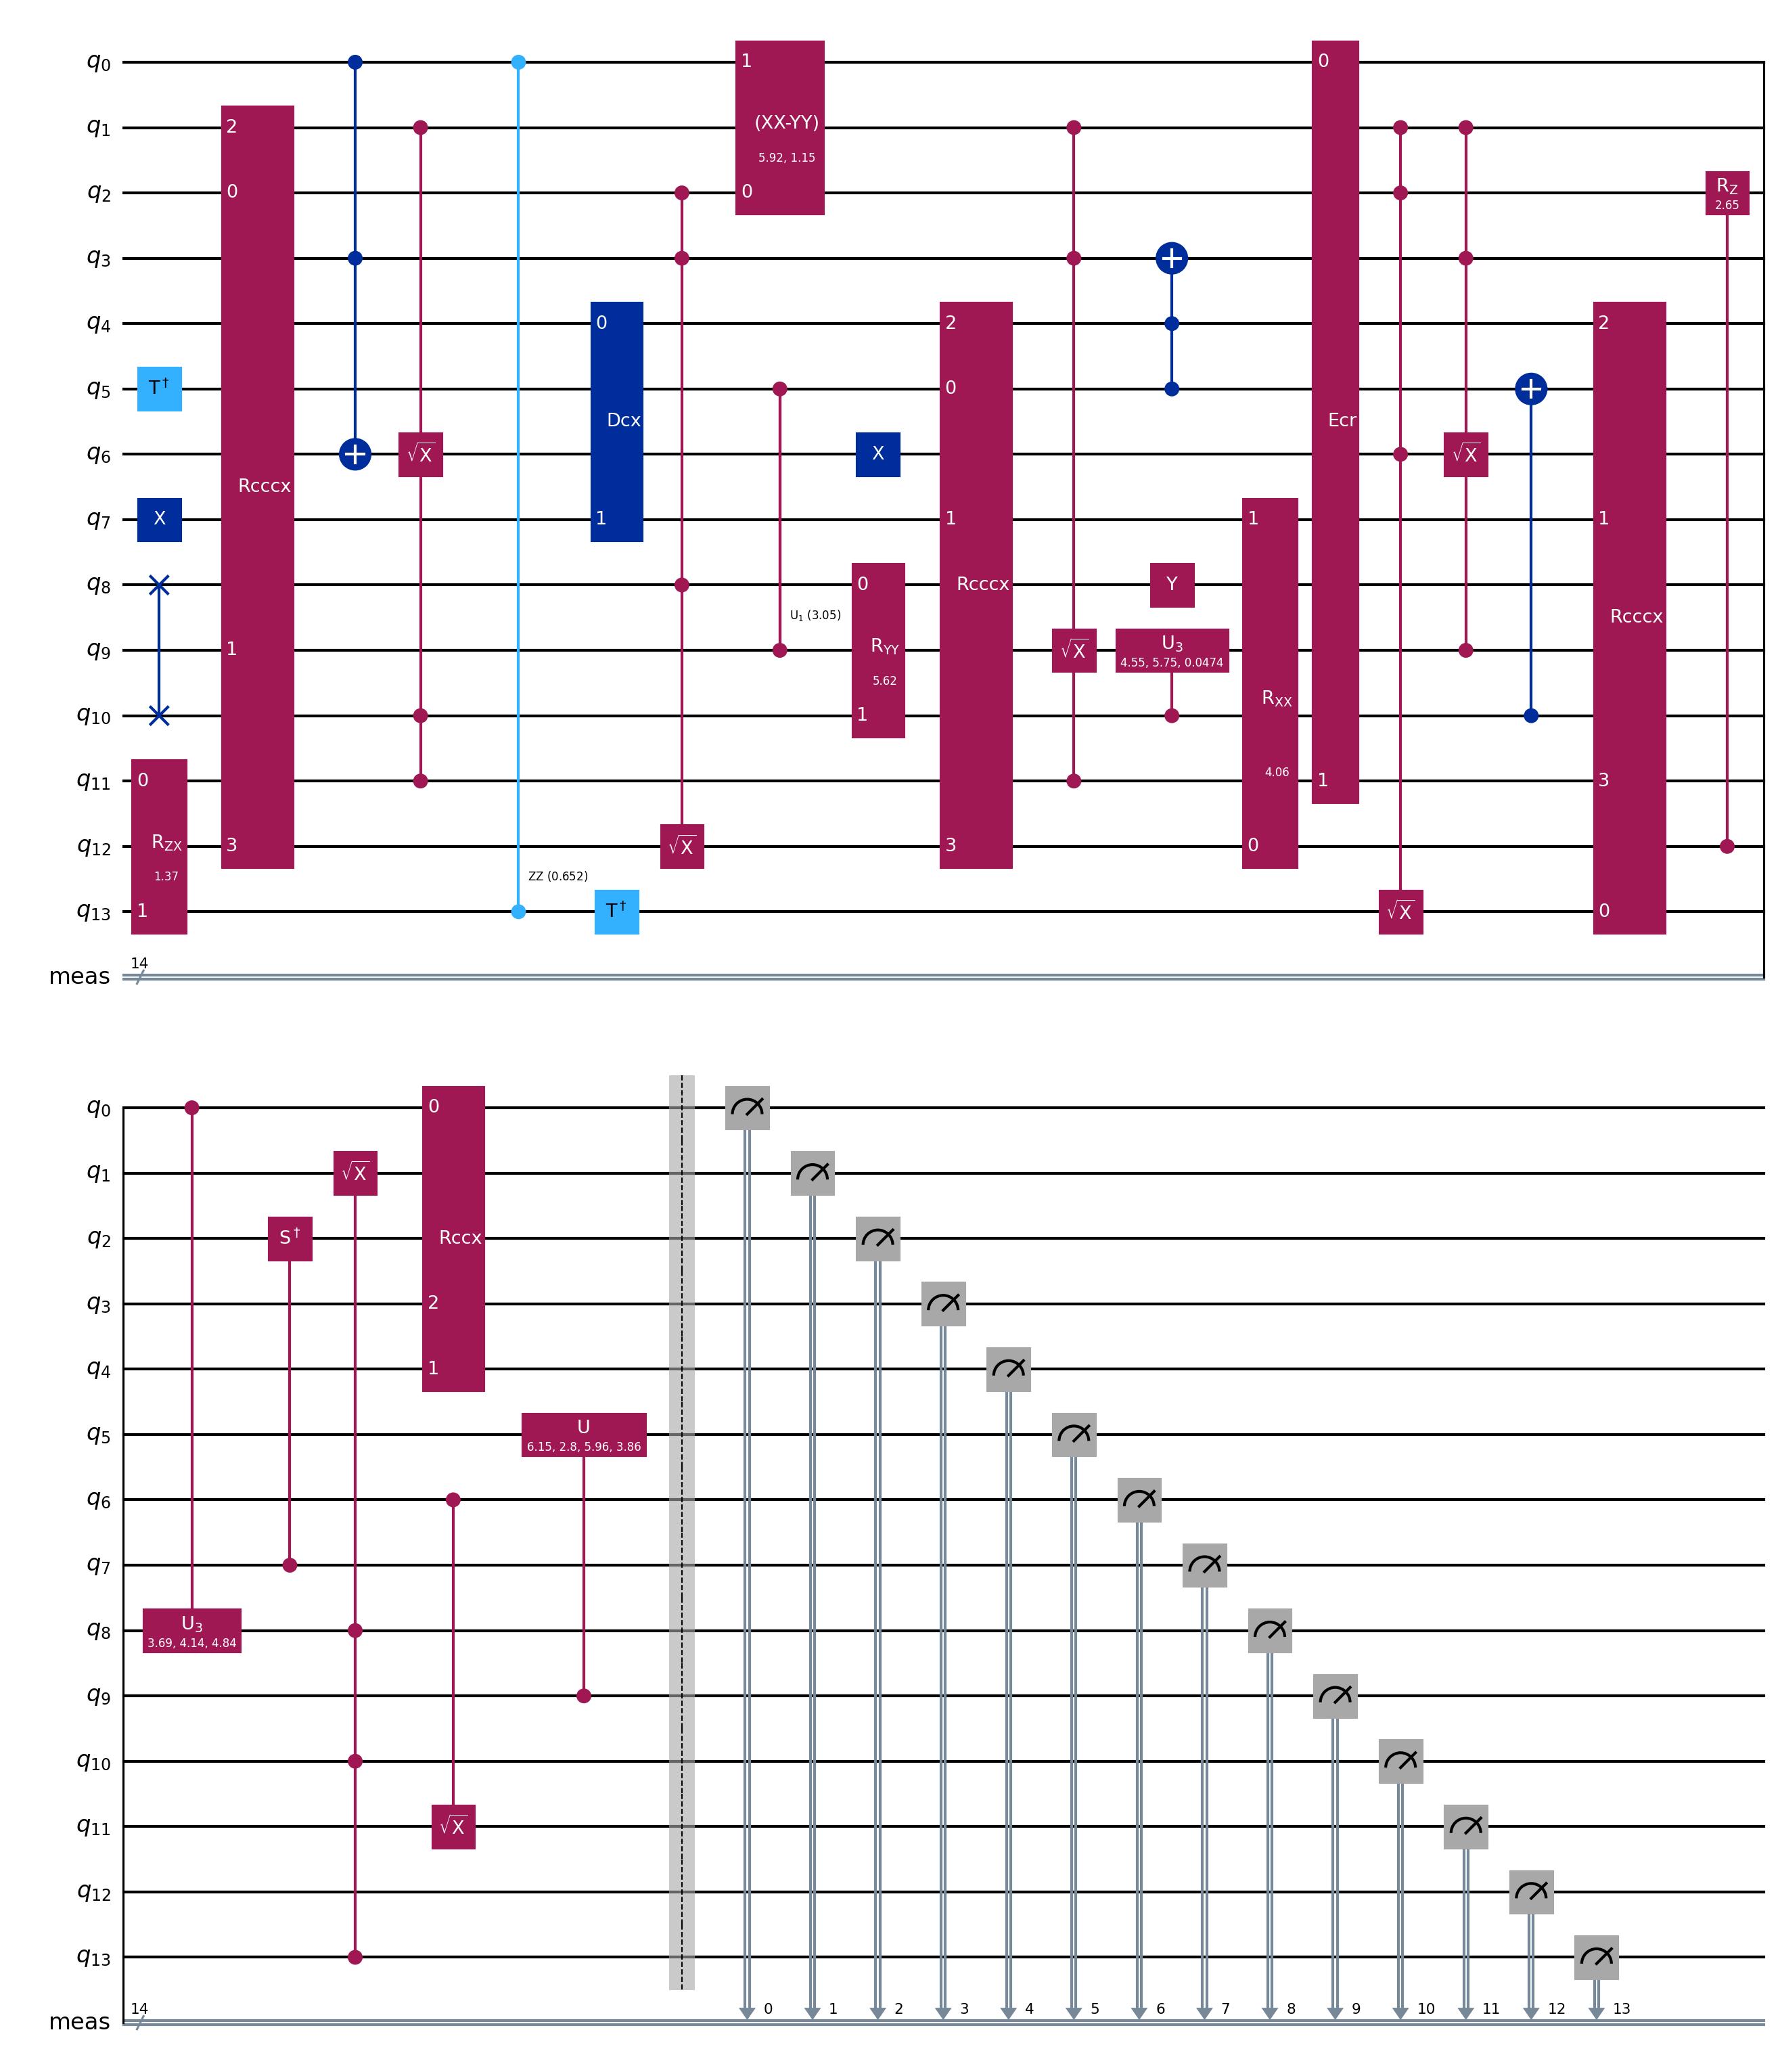 q0 1 0
q1 2 (XX-YY)
5.92, 1.15
q2 0 0 RZ
2.65
q3
q4 0 2 2
q5 T† Dcx 0 Ecr
q6 √X X √X
Rcccx
q7 X 1 1 1 1
q8 0 Rcccx Y
U1 (3.05) Rcccx
q9 1 RYY √X U3
5.62 4.55, 5.75, 0.0474
q10 1 RXX
4.06
q11 0 1 3
q12 RZX 3 √X 3 0
1.37 ZZ (0.652)
q13 1 T† √X 0
meas 14
q0 0
q1 √X
q2 S† Rccx
q3 2
q4 1
q5 U
6.15, 2.8, 5.96, 3.86
q6
q7
q8 U3
3.69, 4.14, 4.84
q9
q10
q11 √X
q12
q13
meas 14 0 1 2 3 4 5 6 7 8 9 10 11 12 13